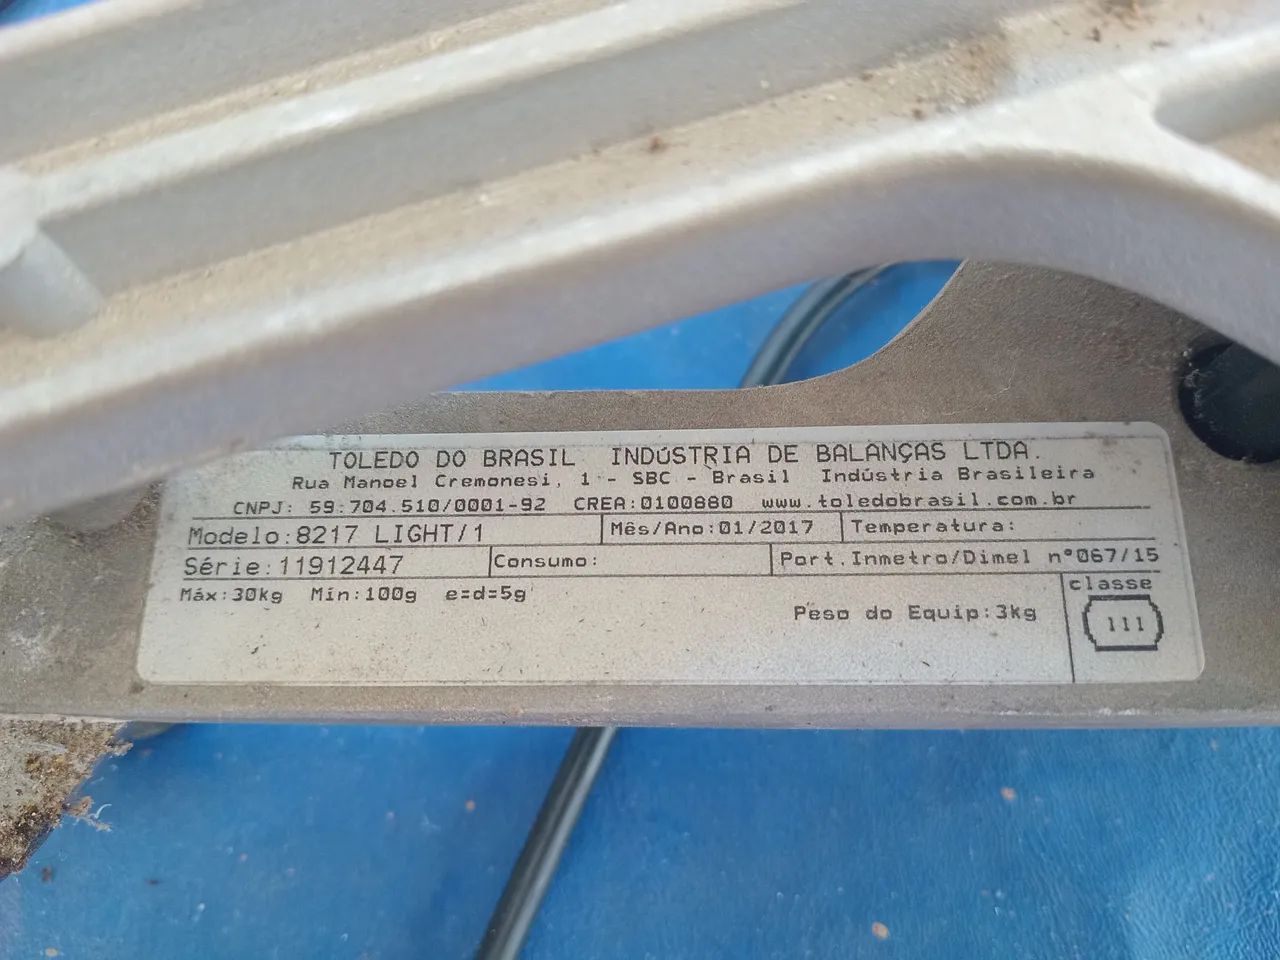 TOLEDO DO BRASIL INDÚSTRIA DE BALANÇAS LTDA.
Rua Manoel Cremonesi, 1 - SBC - Brasil Indústria Brasileira
CNPJ: 59.704.510/0001-92 CREA:0100880 www.toledobrasil.com.br
Modelo:8217 LIGHT/1 Mês/Ano:01/2017 Temperatura:
Série:11912447 Consumo: Port.Inmetro/Dimel nº067/15
Máx:30kg Mín:100g e=d=5g classe
Peso do Equip:3kg III